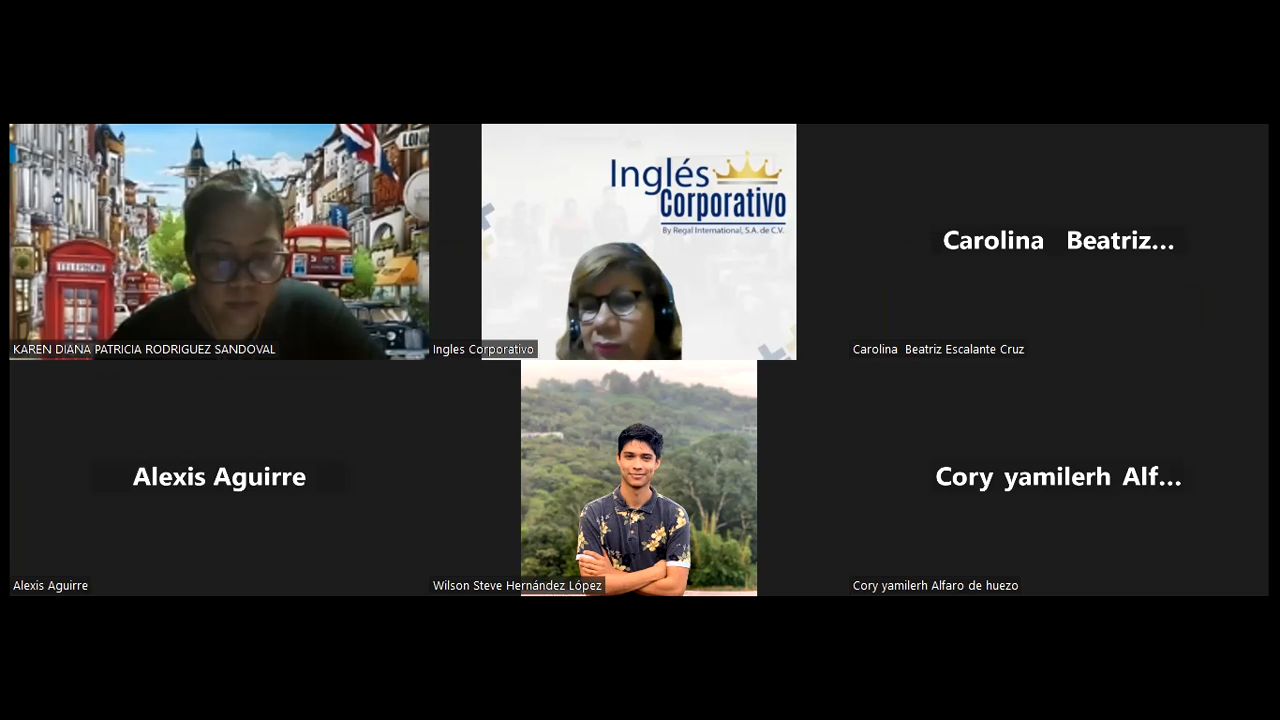 LON
TELEPHONE
KAREN DIANA PATRICIA RODRIGUEZ SANDOVAL
Inglés
Corporativo
By Regal International, S.A. de C.V.
Ingles Corporativo
Carolina Beatriz...
Carolina Beatriz Escalante Cruz
Alexis Aguirre
Alexis Aguirre
Wilson Steve Hernández López
Cory yamilerh Alf...
Cory yamilerh Alfaro de huezo